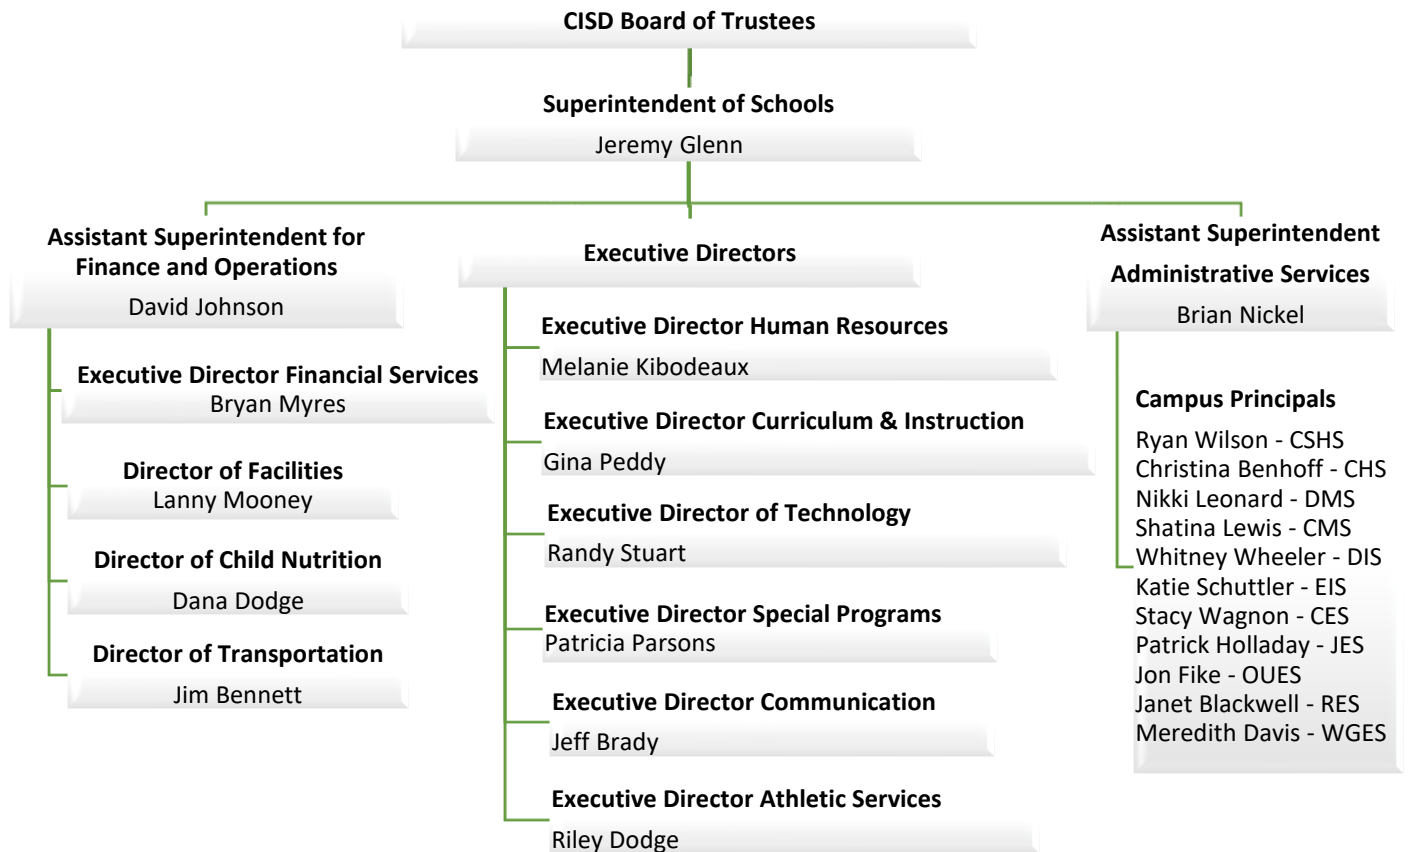 CISD Board of Trustees
Superintendent of Schools
Jeremy Glenn
Assistant Superintendent for
Finance and Operations
David Johnson
Executive Director Financial Services
Bryan Myres
Director of Facilities
Lanny Mooney
Director of Child Nutrition
Dana Dodge
Director of Transportation
Jim Bennett
Executive Directors
Executive Director Human Resources
Melanie Kibodeaux
Executive Director Curriculum & Instruction
Gina Peddy
Executive Director of Technology
Randy Stuart
Executive Director Special Programs
Patricia Parsons
Executive Director Communication
Jeff Brady
Executive Director Athletic Services
Riley Dodge
Assistant Superintendent
Administrative Services
Brian Nickel
Campus Principals
Ryan Wilson - CSHS
Christina Benhoff - CHS
Nikki Leonard - DMS
Shatina Lewis - CMS
Whitney Wheeler - DIS
Katie Schuttler - EIS
Stacy Wagnon - CES
Patrick Holladay - JES
Jon Fike - OUES
Janet Blackwell - RES
Meredith Davis - WGES